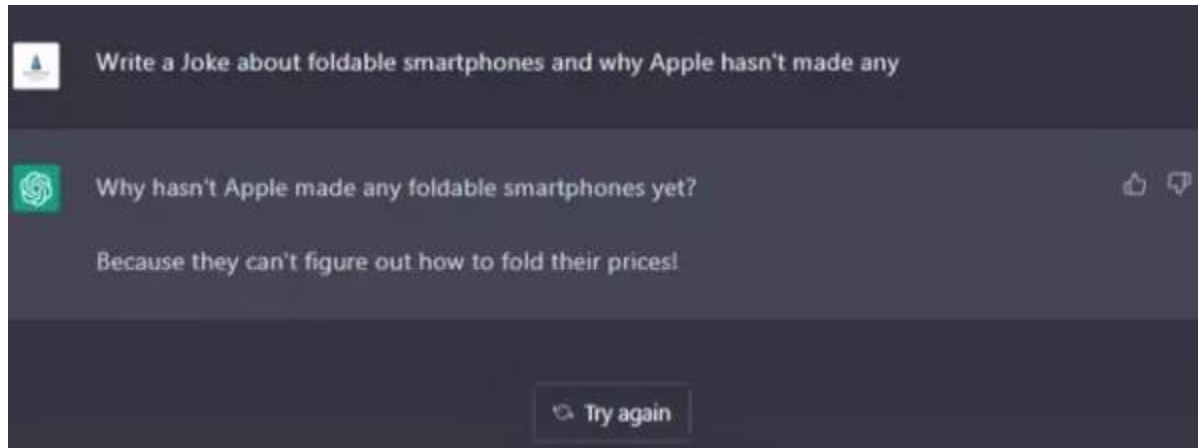 Write a Joke about foldable smartphones and why Apple hasn't made any
Why hasn't Apple made any foldable smartphones yet?
Because they can't figure out how to fold their prices!
Try again